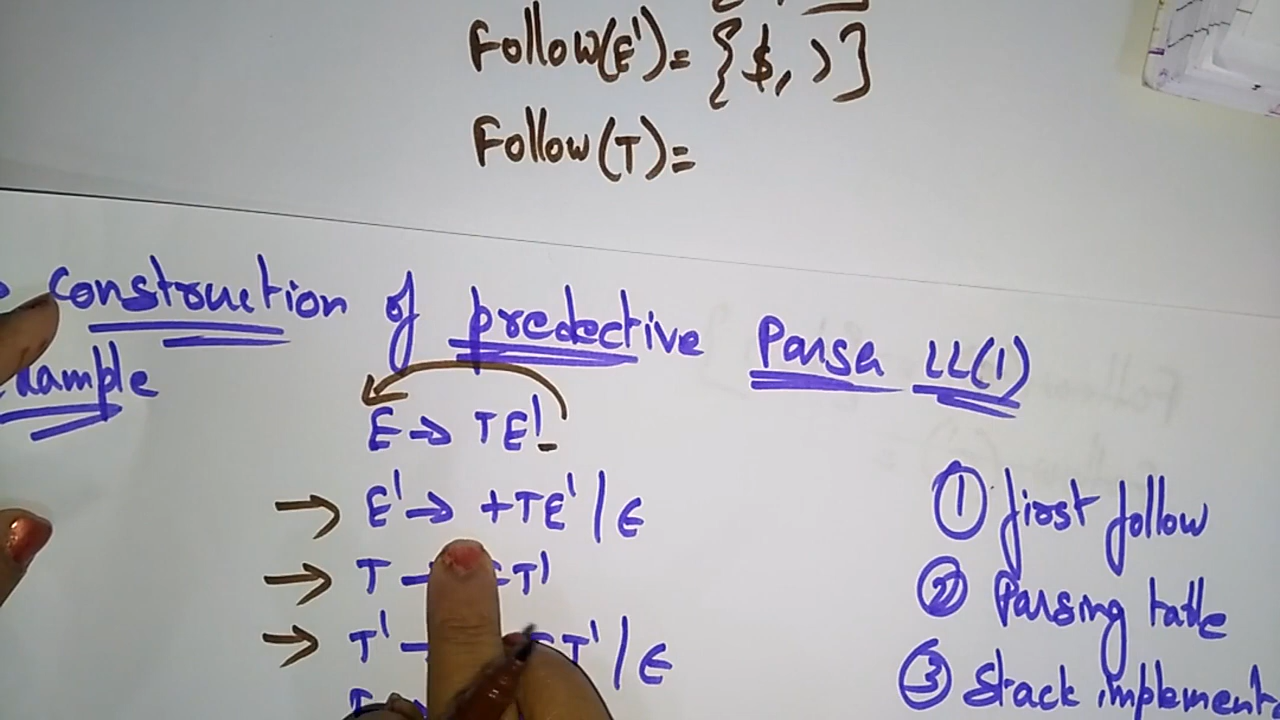 Follow(E') = {$, )}
Follow(T) =
construction of predective Parsa LL(1)
E → TE'
E' → +TE' / ε
T → T'
T' → T' / ε
① first follow
② Parsing table
③ Stack implement